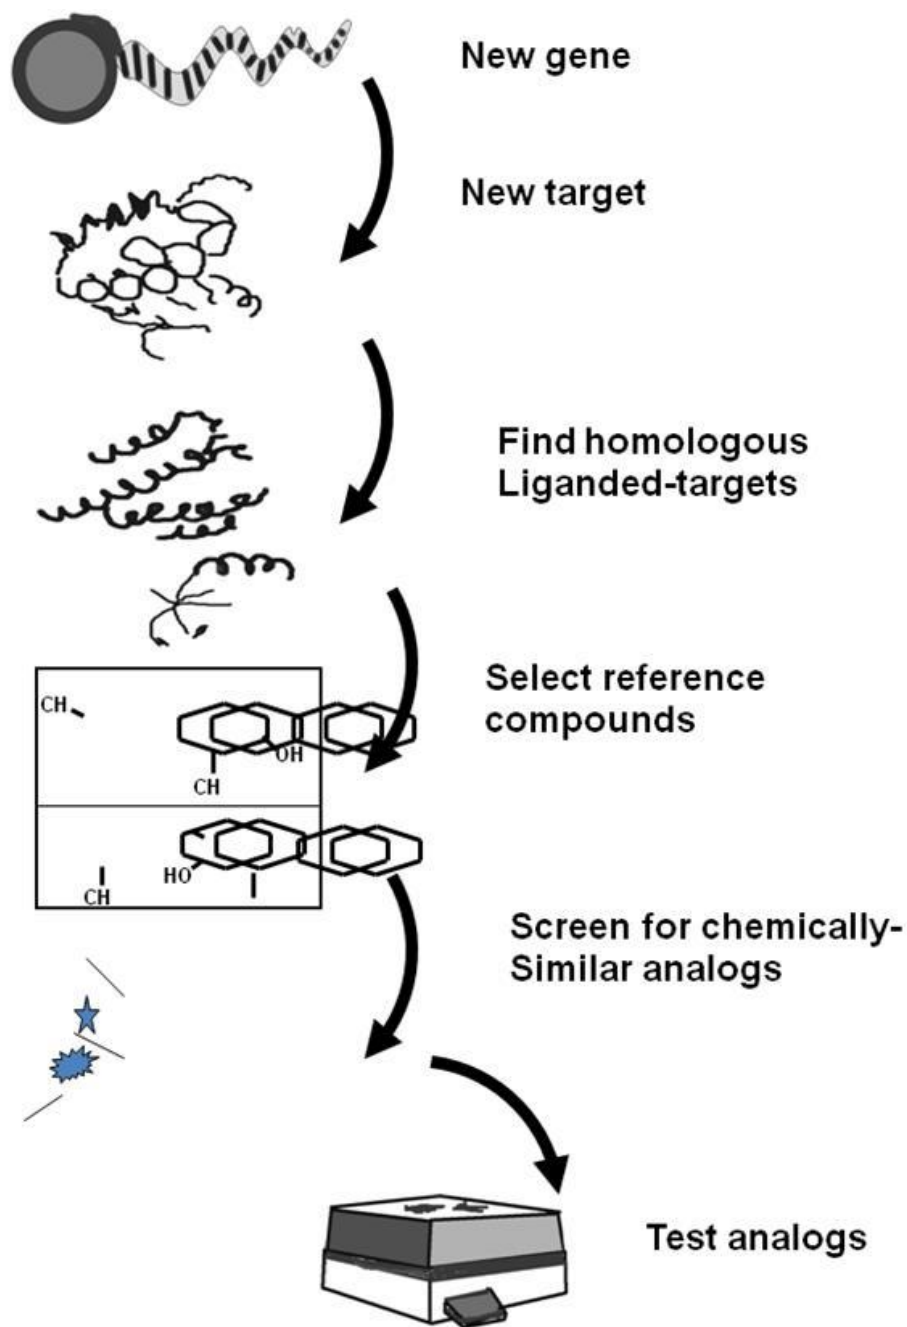 New gene
New target
Find homologous
Liganded-targets
Select reference
compounds
CH
OH
CH
HO
CH
Screen for chemically-
Similar analogs
Test analogs